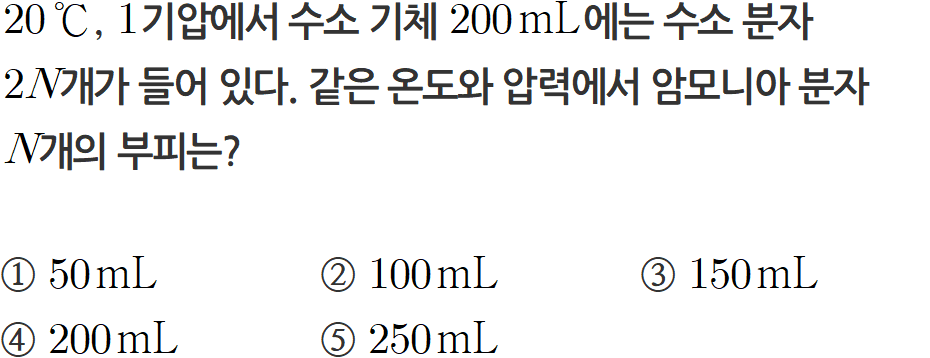 20 ℃, 1기압에서 수소 기체 200 mL에는 수소 분자
2N개가 들어 있다. 같은 온도와 압력에서 암모니아 분자
N개의 부피는?
① 50 mL ② 100 mL ③ 150 mL
④ 200 mL ⑤ 250 mL